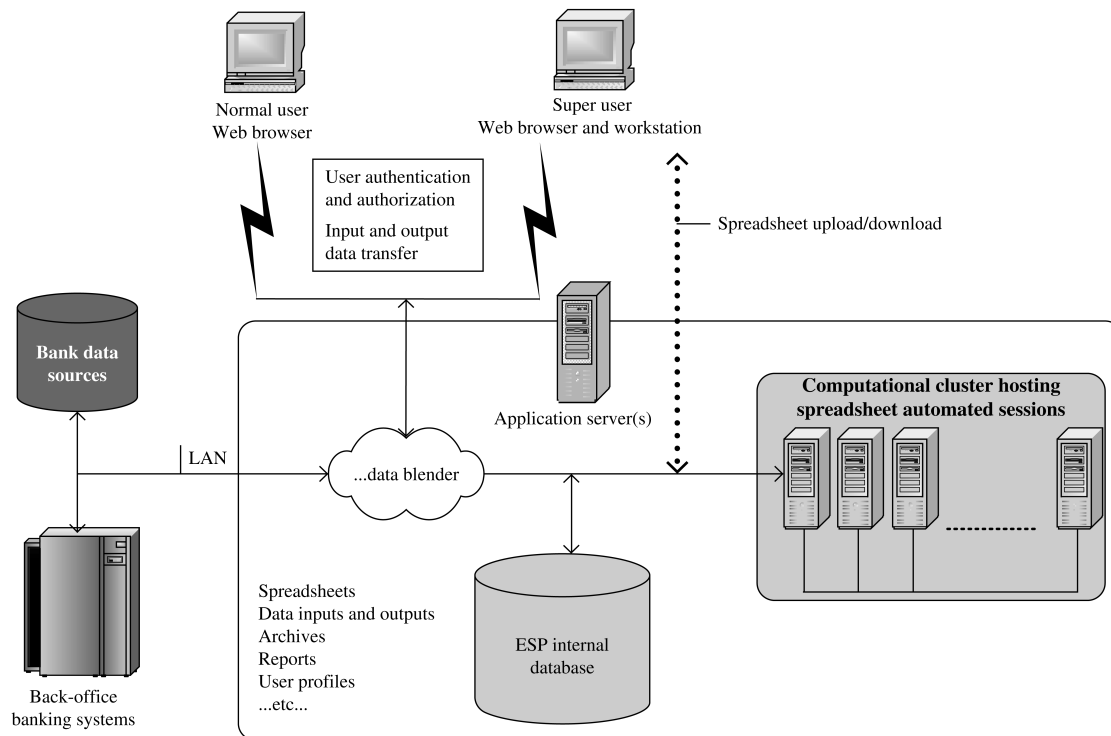 Normal user
Web browser
Super user
Web browser and workstation
User authentication
and authorization
Input and output
data transfer
Spreadsheet upload/download
Bank data
sources
Application server(s)
Computational cluster hosting
spreadsheet automated sessions
LAN
...data blender
Spreadsheets
Data inputs and outputs
Archives
Reports
User profiles
...etc...
ESP internal
database
Back-office
banking systems